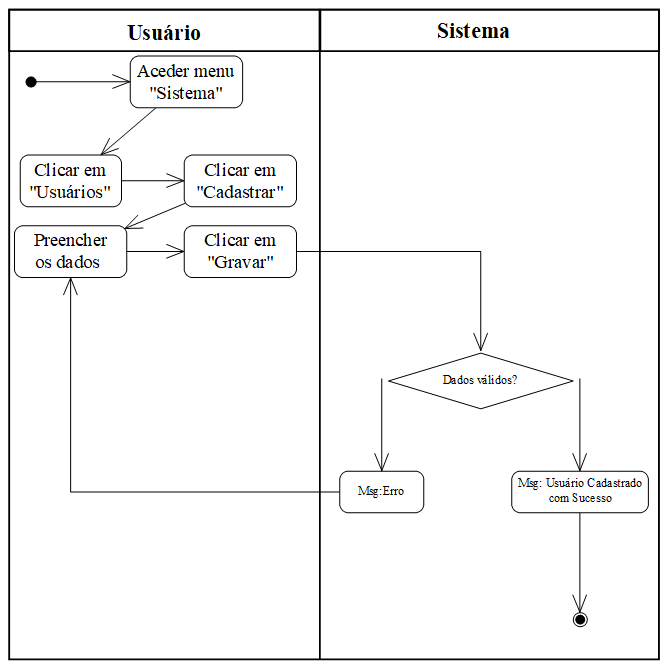 Usuário
Sistema
Aceder menu
"Sistema"
Clicar em
"Usuários"
Clicar em
"Cadastrar"
Preencher
os dados
Clicar em
"Gravar"
Dados válidos?
Msg:Erro
Msg: Usuário Cadastrado
com Sucesso